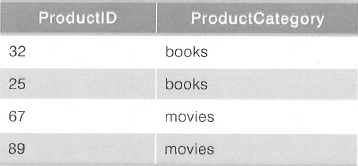 ProductID ProductCategory
32 books
25 books
67 movies
89 movies